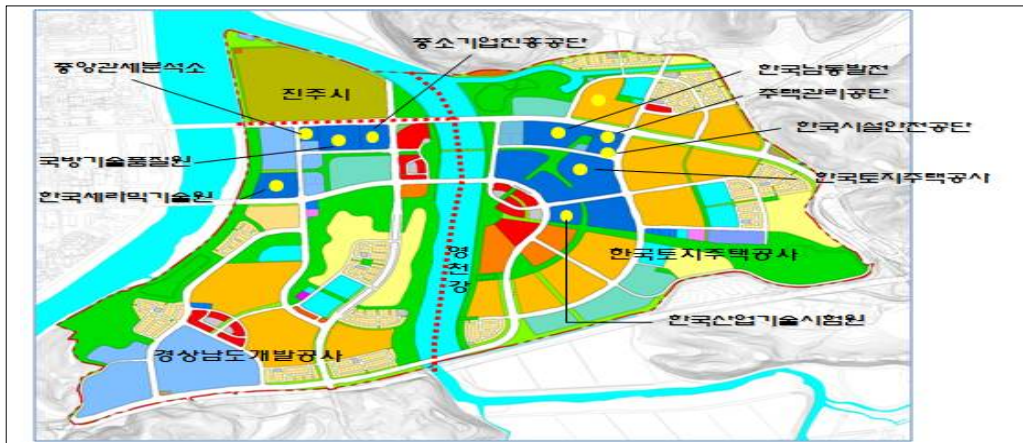 중소기업진흥공단
중앙관세분석소
한국남동발전
진주시
주택관리공단
한국시설안전공단
국방기술품질원
한국토지주택공사
한국세라믹기술원
영천강
한국토지주택공사
한국산업기술시험원
경상남도개발공사